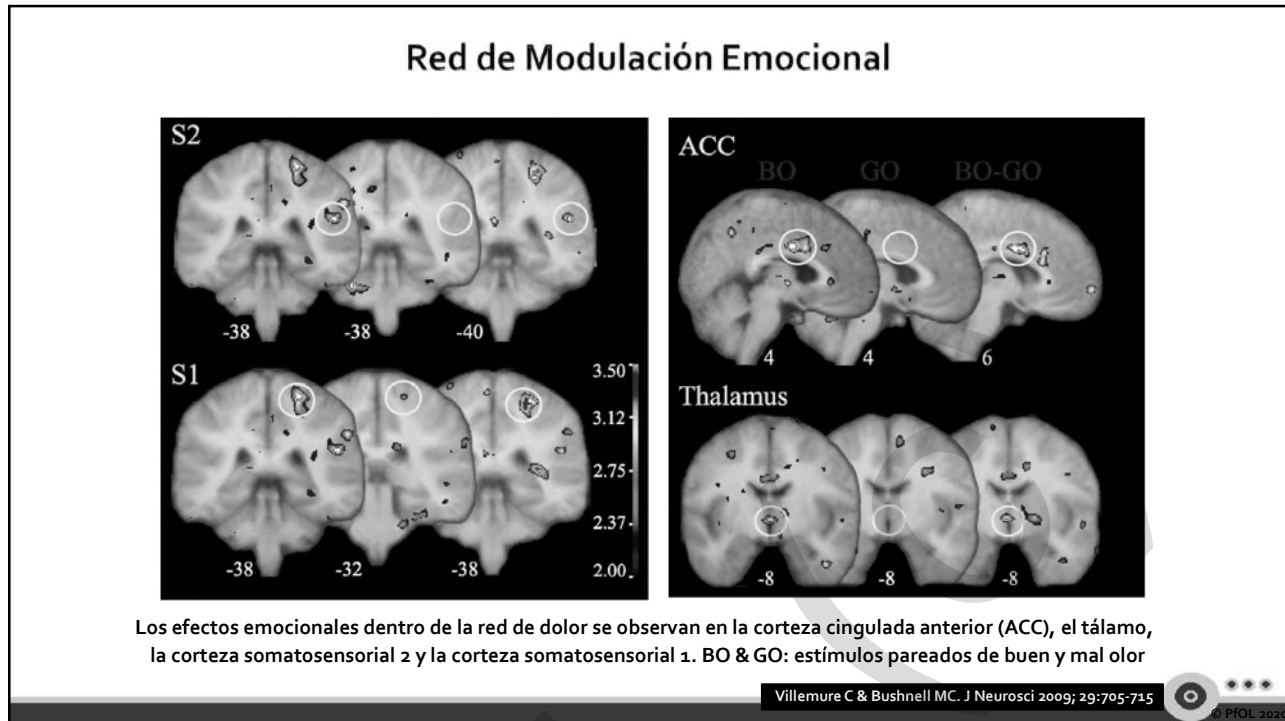 Red de Modulación Emocional
S2
-38 -38 -40
S1
3.50
3.12
2.75
2.37
2.00
-38 -32 -38
ACC
BO GO BO-GO
4 4 6
Thalamus
-8 -8 -8
Los efectos emocionales dentro de la red de dolor se observan en la corteza cingulada anterior (ACC), el tálamo,
la corteza somatosensorial 2 y la corteza somatosensorial 1. BO & GO: estímulos pareados de buen y mal olor
Villemure C & Bushnell MC. J Neurosci 2009; 29:705-715
© PfOL 2020